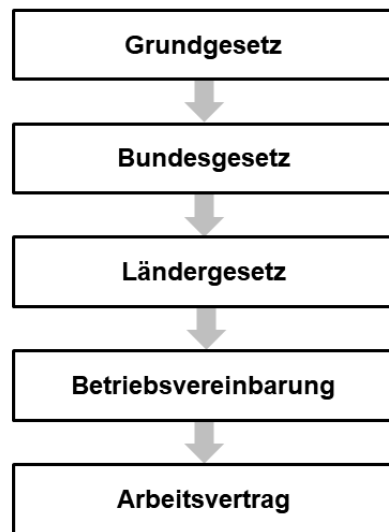 Grundgesetz
Bundesgesetz
Ländergesetz
Betriebsvereinbarung
Arbeitsvertrag